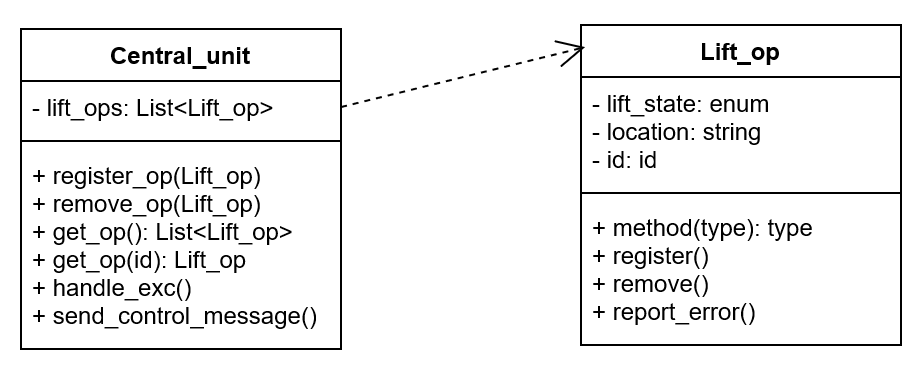 Central_unit
- lift_ops: List<Lift_op>
+ register_op(Lift_op)
+ remove_op(Lift_op)
+ get_op(): List<Lift_op>
+ get_op(id): Lift_op
+ handle_exc()
+ send_control_message()
Lift_op
- lift_state: enum
- location: string
- id: id
+ method(type): type
+ register()
+ remove()
+ report_error()